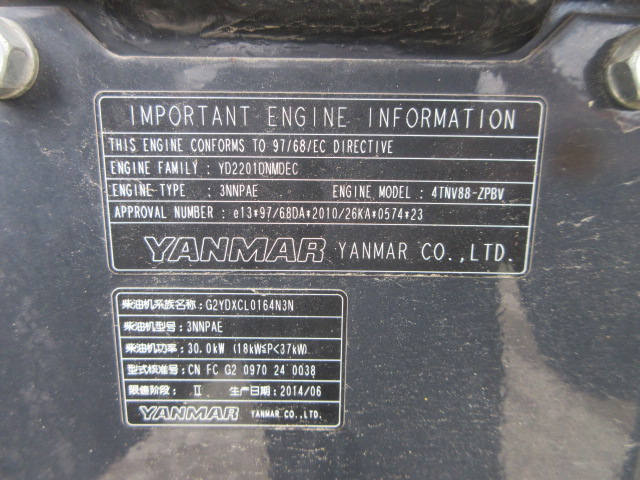 IMPORTANT ENGINE INFORMATION
THIS ENGINE CONFORMS TO 97/68/EC DIRECTIVE
ENGINE FAMILY : YD2201DNMDEC
ENGINE-TYPE : 3NNPAE ENGINE MODEL : 4TNV88-ZPBV
APPROVAL NUMBER : e13*97/68DA*2010/26KA*0574*23
YANMAR YANMAR CO.,LTD.
柴油机系族名称: G2YDXCL0164N3N
柴油机型号: 3NNPAE
柴油机功率: 30.0kW (18kW≦P<37kW)
型式核准号: CN FC G2 0970 24 0038
限值阶段: Ⅱ 生产日期 2014/06
YANMAR YANMAR CO.,LTD.